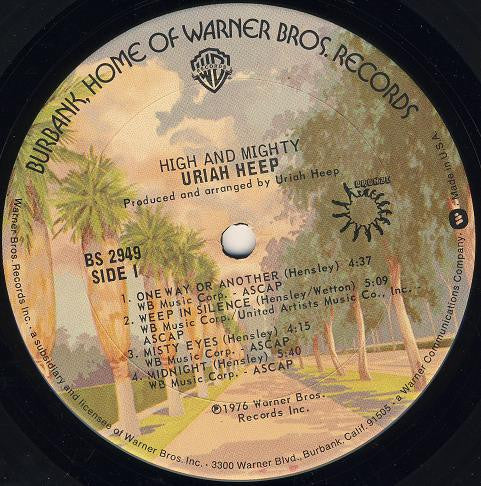 BURBANK, HOME OF WARNER BROS. RECORDS
RECORDS
HIGH AND MIGHTY
URIAH HEEP
Produced and arranged by Uriah Heep
BRONZE
BS 2949
SIDE 1
1. ONE WAY OR ANOTHER (Hensley) 4:37
WB Music Corp. - ASCAP
2. WEEP IN SILENCE (Hensley/Wetton) 5:09
WB Music Corp./United Artists Music Co., Inc. -
ASCAP
3. MISTY EYES (Hensley) 4:15
WB Music Corp. - ASCAP
4. MIDNIGHT (Hensley) 5:40
WB Music Corp. - ASCAP
℗1976 Warner Bros.
Records Inc.
Warner Bros. Records Inc. • a subsidiary and licensee of Warner Bros. Inc. • 3300 Warner Blvd., Burbank, Calif. 91505 • a Warner Communications Company • Made in U.S.A.